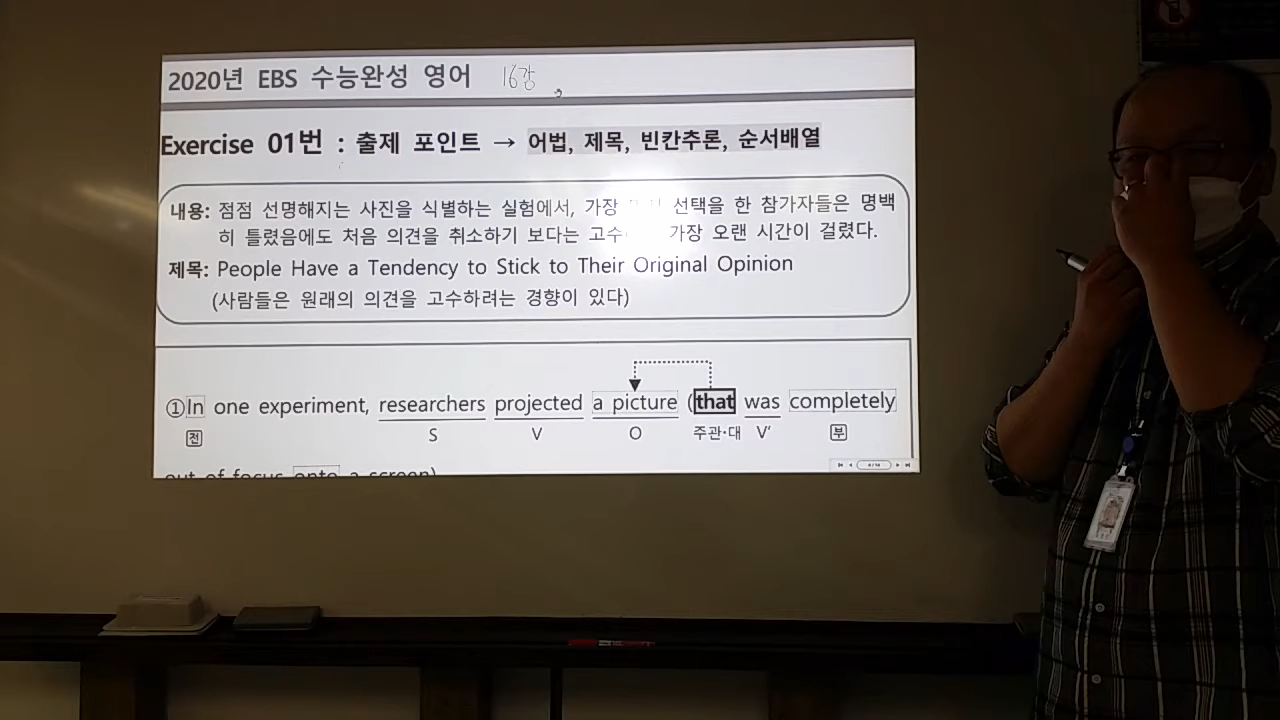 2020년 EBS 수능완성 영어 16강
Exercise 01번 : 출제 포인트 → 어법, 제목, 빈칸추론, 순서배열
내용: 점점 선명해지는 사진을 식별하는 실험에서, 가장 선택을 한 참가자들은 명백
히 틀렸음에도 처음 의견을 취소하기 보다는 고수 가장 오랜 시간이 걸렸다.
제목: People Have a Tendency to Stick to Their Original Opinion
(사람들은 원래의 의견을 고수하려는 경향이 있다)
①In one experiment, researchers projected a picture (that was completely
전 S V O 주관·대 V' 부
out of focus onto a screen)